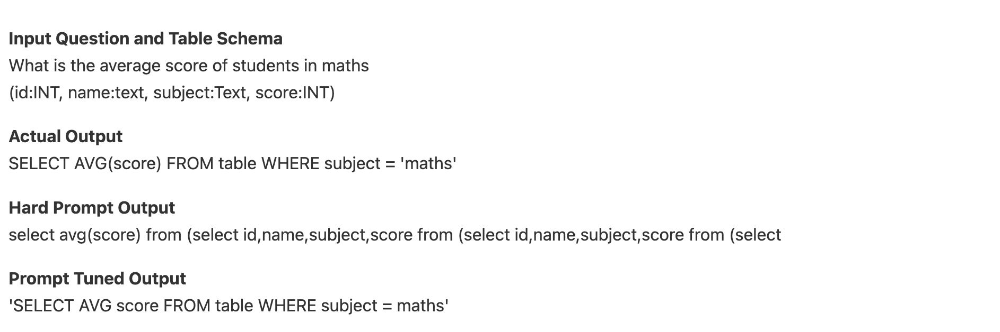 Input Question and Table Schema
What is the average score of students in maths
(id:INT, name:text, subject:Text, score:INT)
Actual Output
SELECT AVG(score) FROM table WHERE subject = 'maths'
Hard Prompt Output
select avg(score) from (select id,name,subject,score from (select id,name,subject,score from (select
Prompt Tuned Output
'SELECT AVG score FROM table WHERE subject = maths'